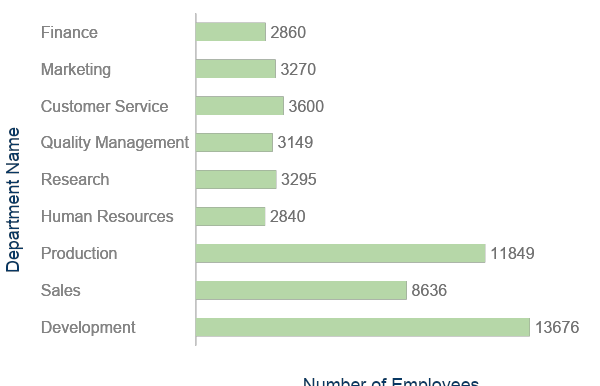 Department Name
Finance 2860
Marketing 3270
Customer Service 3600
Quality Management 3149
Research 3295
Human Resources 2840
Production 11849
Sales 8636
Development 13676
Number of Employees